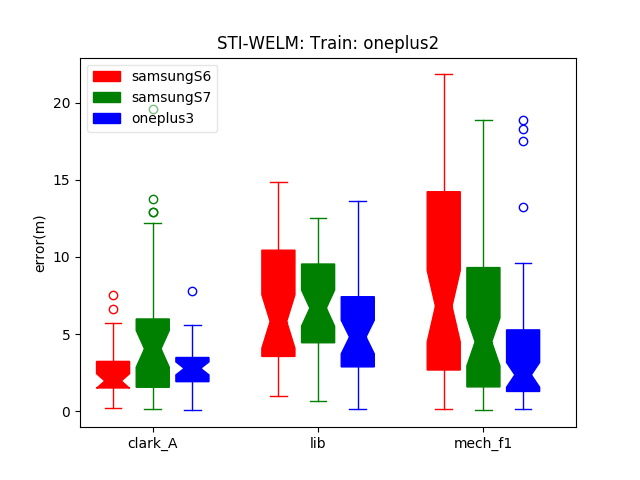 STI-WELM: Train: oneplus2
samsungS6
samsungS7
oneplus3
error(m)
20
15
10
5
0
clark_A
lib
mech_f1